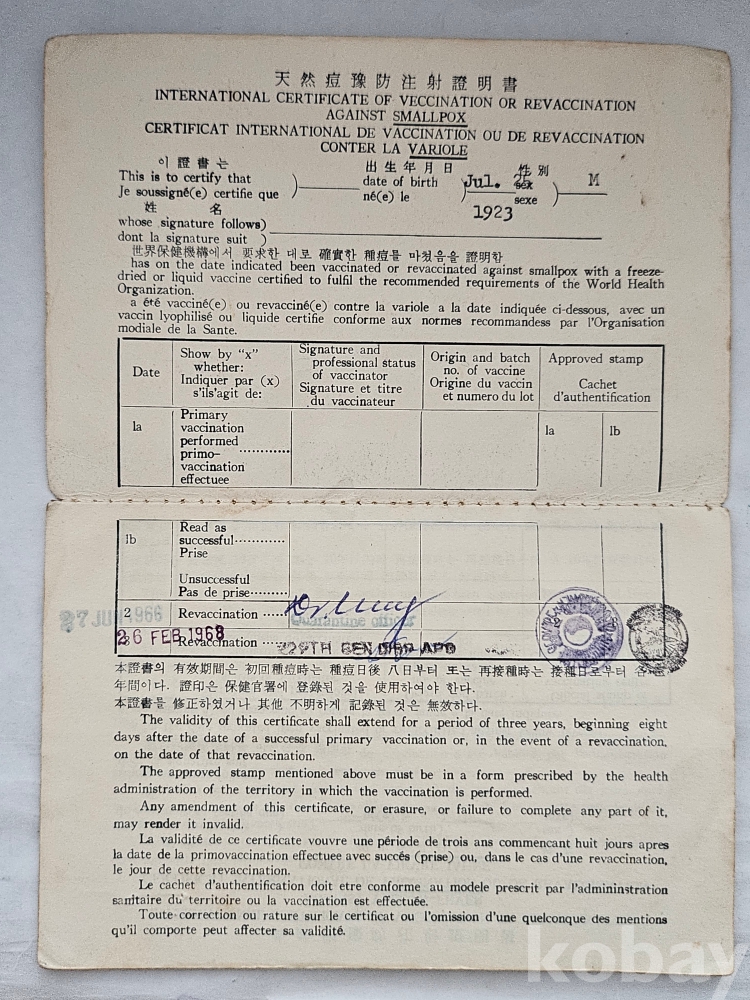 天然痘豫防注射證明書
INTERNATIONAL CERTIFICATE OF VECCINATION OR REVACCINATION
AGAINST SMALLPOX
CERTIFICAT INTERNATIONAL DE VACCINATION OU DE REVACCINATION
CONTER LA VARIOLE
이 證書는 出生年月日 性別
This is to certify that date of birth Jul. 25 sex M
Je soussigné(e) certifie que né(e) le 1923 sexe
姓 名
whose signature follows)
dont la signature suit )
世界保健機構에서 要求한 대로 確實한 種痘를 마쳤음을 證明함
has on the date indicated been vaccinated or revaccinated against smallpox with a freeze-
dried or liquid vaccine certified to fulfil the recommended requirements of the World Health
Organization.
a été vacciné(e) ou revacciné(e) contre la variole a la date indiquée ci-dessous, avec un
vaccin lyophilisé ou liquide certifie conforme aux normes recommandess par l'Organisation
modiale de la Sante.
Date
Show by "x"
whether:
Indiquer par (x)
s'ils'agit de:
Signature and
professional status
of vaccinator
Signature et titre
du vaccinateur
Origin and batch
no. of vaccine
Origine du vaccin
et numero du lot
Approved stamp
Cachet
d'authentification
la
Primary
vaccination
performed
primo-
vaccination
effectuee
la lb
lb
Read as
successful
Prise
Unsuccessful
Pas de prise
2 Revaccination
Quarantine officer
26 FEB 1968
Revaccination
本證書의 有效期間은 初回種痘時는 種痘日後 八日부터 또는 再接種時는 接種日로부터 各
年間이다. 證印은 保健官署에 登錄된 것을 使用하여야 한다.
本證書를 修正하였거나 其他 不明하게 記錄된 것은 無效하다.
The validity of this certificate shall extend for a period of three years, beginning eight
days after the date of a successful primary vaccination or, in the event of a revaccination,
on the date of that revaccination.
The approved stamp mentioned above must be in a form prescribed by the health
administration of the territory in which the vaccination is performed.
Any amendment of this certificate, or erasure, or failure to complete any part of it,
may render it invalid.
La validité de ce certificate vouvre une période de trois ans commencant huit jours apres
la date de la primovaccination effectuee avec succés (prise) ou, dans le cas d'une revaccination,
le jour de cette revaccination.
Le cachet d'authentification doit etre conforme au modele prescrit par l'admininstration
sanitaire du territoire ou la vaccination est effectuée.
Toute correction ou rature sur le certificat ou l'omission d'une quelconque des mentions
qu'il comporte peut affecter sa validité.
kobay